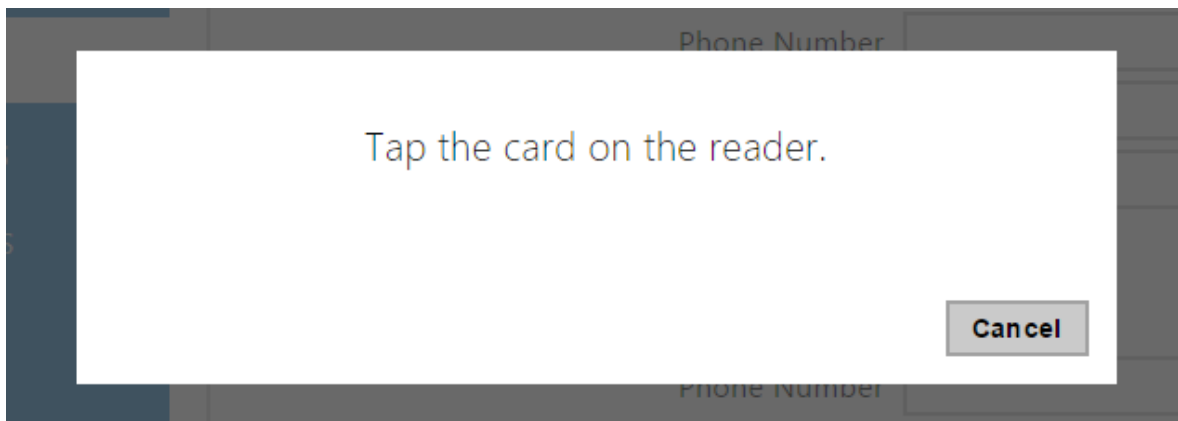 Phone Number
Tap the card on the reader.
s
Cancel
Phone Number